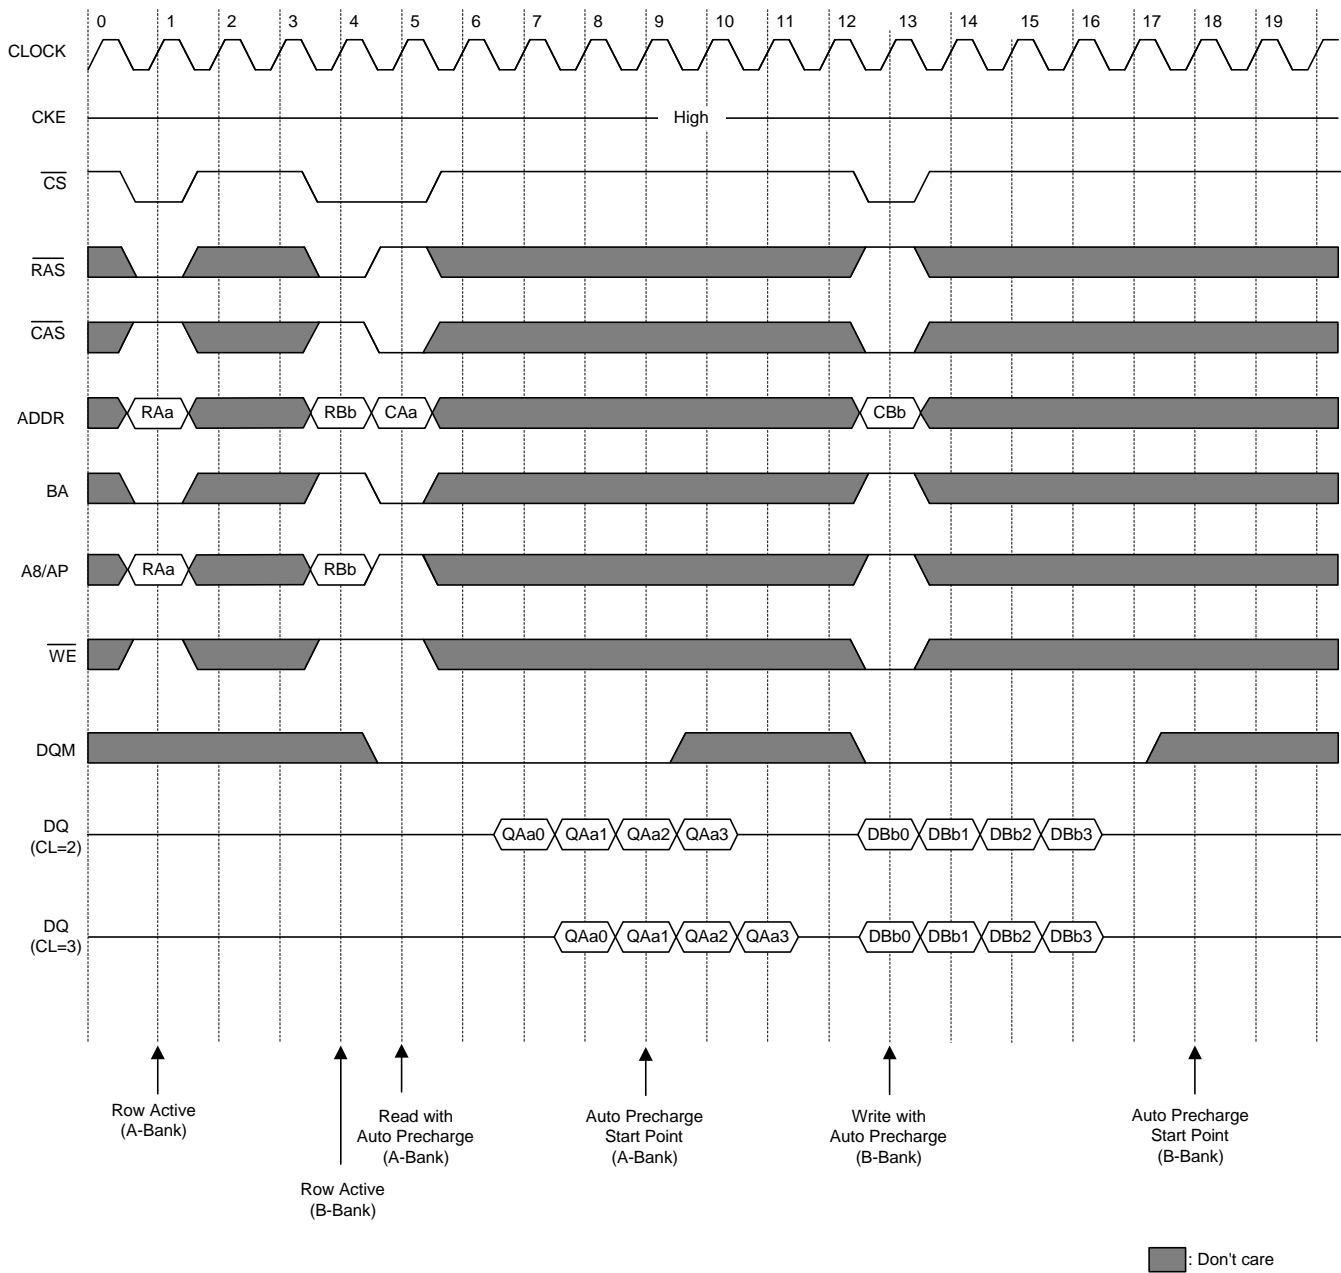 0 1 2 3 4 5 6 7 8 9 10 11 12 13 14 15 16 17 18 19
CLOCK
CKE
High
CS
RAS
CAS
ADDR
RAa RBb CAa CBb
BA
A8/AP
RAa RBb
WE
DQM
DQ
(CL=2)
QAa0 QAa1 QAa2 QAa3 DBb0 DBb1 DBb2 DBb3
DQ
(CL=3)
QAa0 QAa1 QAa2 QAa3 DBb0 DBb1 DBb2 DBb3
Row Active
(A-Bank)
Row Active
(B-Bank)
Read with
Auto Precharge
(A-Bank)
Auto Precharge
Start Point
(A-Bank)
Write with
Auto Precharge
(B-Bank)
Auto Precharge
Start Point
(B-Bank)
: Don't care